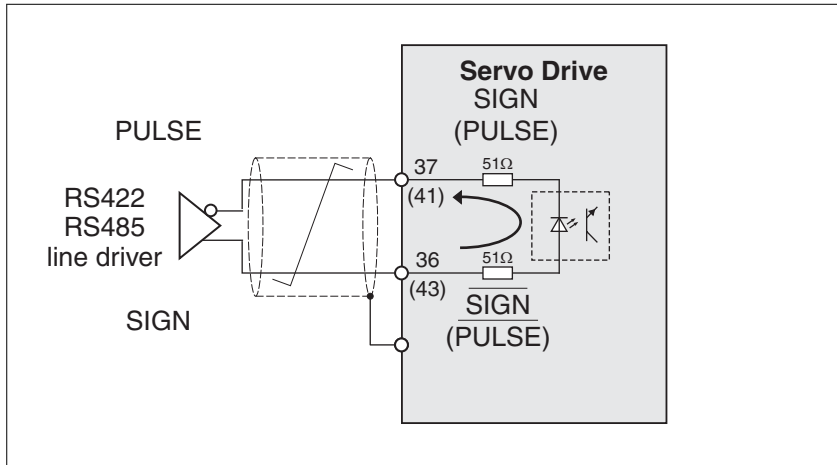 Servo Drive
SIGN
(PULSE)
PULSE
RS422
RS485
line driver
SIGN
37
(41)
51Ω
36
(43)
51Ω
SIGN
(PULSE)